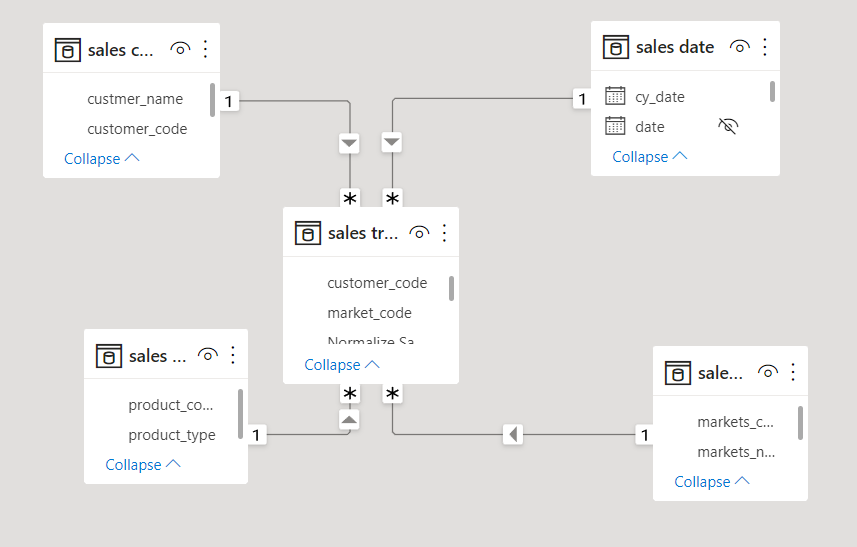 sales c...
custmer_name
customer_code
Collapse
1
*
sales date
cy_date
date
Collapse
1
*
sales tr...
customer_code
market_code
Normalize Sa
Collapse
sales ...
product_co...
product_type
Collapse
1
*
sale...
markets_c...
markets_n...
Collapse
1
*